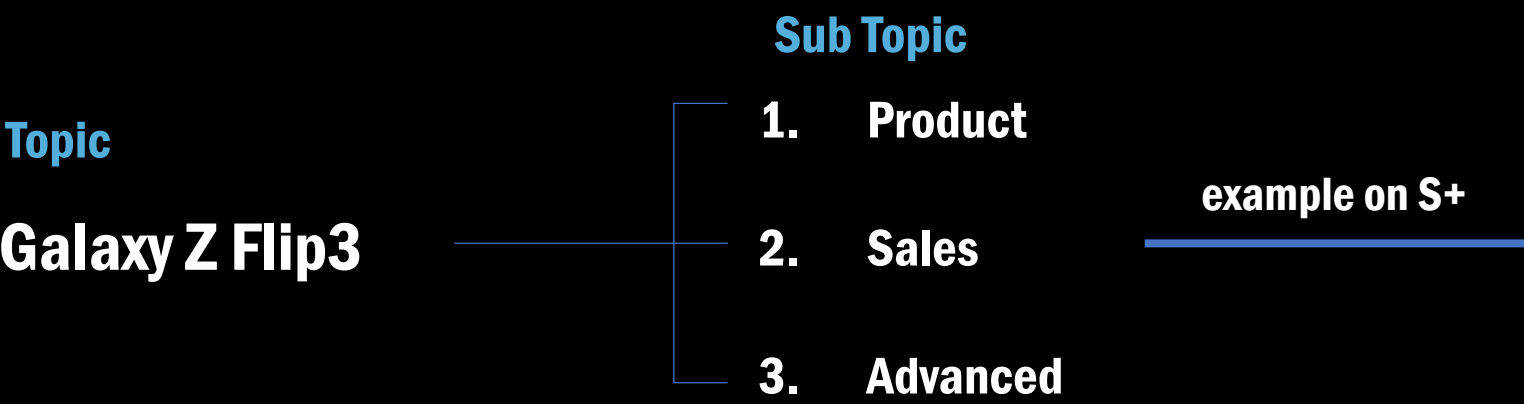 Topic
Galaxy Z Flip3
Sub Topic
1. Product
2. Sales
3. Advanced
example on S+